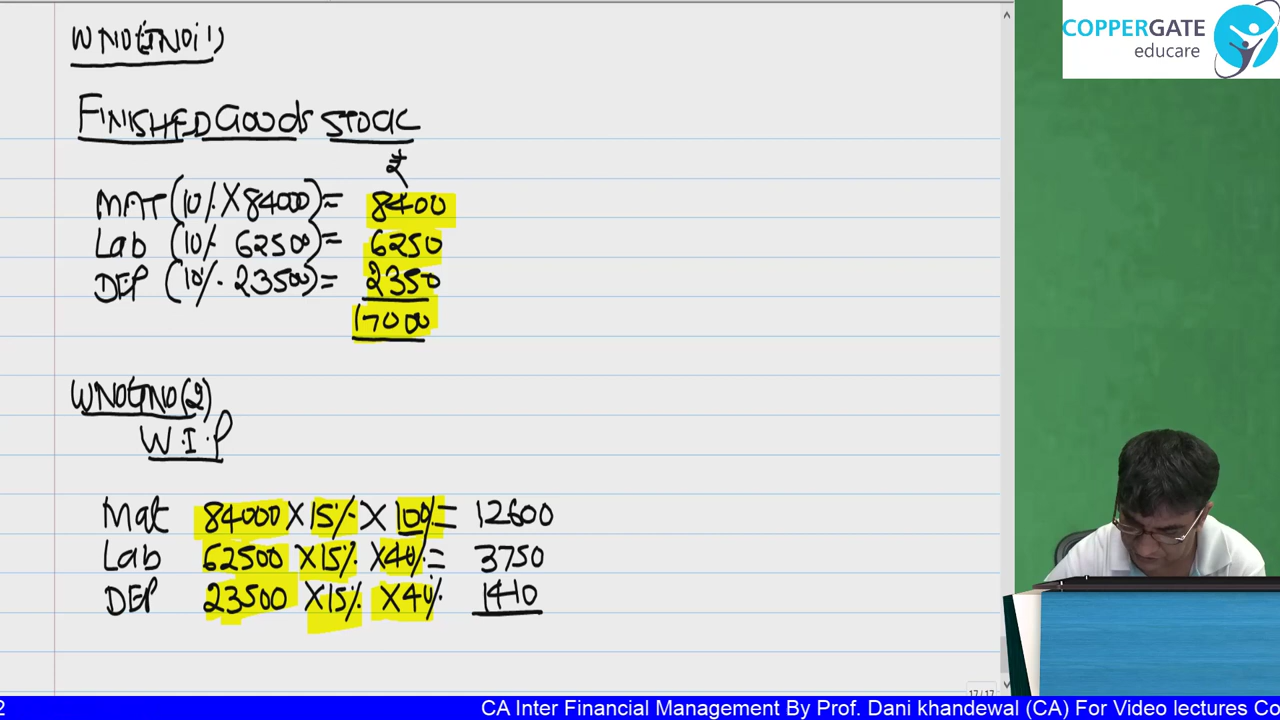 COPPERGATE
educare
FINISHED GOODS STOCK
₹
MAT (10% X 84000) = 8400
Lab (10% 62500) = 6250
DEP (10% 23500) = 2350
17000
W.I.P
Mat 84000 X 15% X 100% = 12600
Lab 62500 X 15% X 40% = 3750
DEP 23500 X 15% X 40% 1410
17/17
2 CA Inter Financial Management By Prof. Dani khandewal (CA) For Video lectures Co